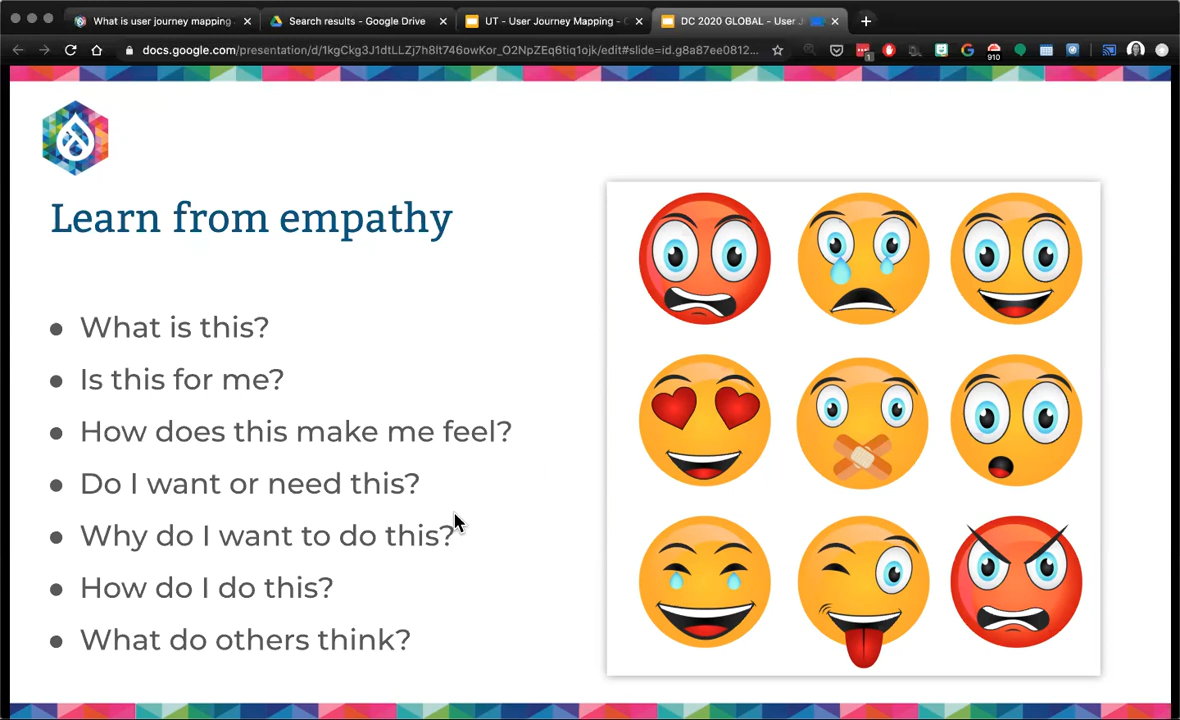 What is user journey mapping
Search results - Google Drive
UT - User Journey Mapping -
DC 2020 GLOBAL - User
docs.google.com/presentation/d/1kgCkg3J1dtLLZj7h8lt746owKor_O2NpZEq6tiq1ojk/edit#slide=id.g8a87ee0812...
1
910
Learn from empathy
● What is this?
● Is this for me?
● How does this make me feel?
● Do I want or need this?
● Why do I want to do this?
● How do I do this?
● What do others think?